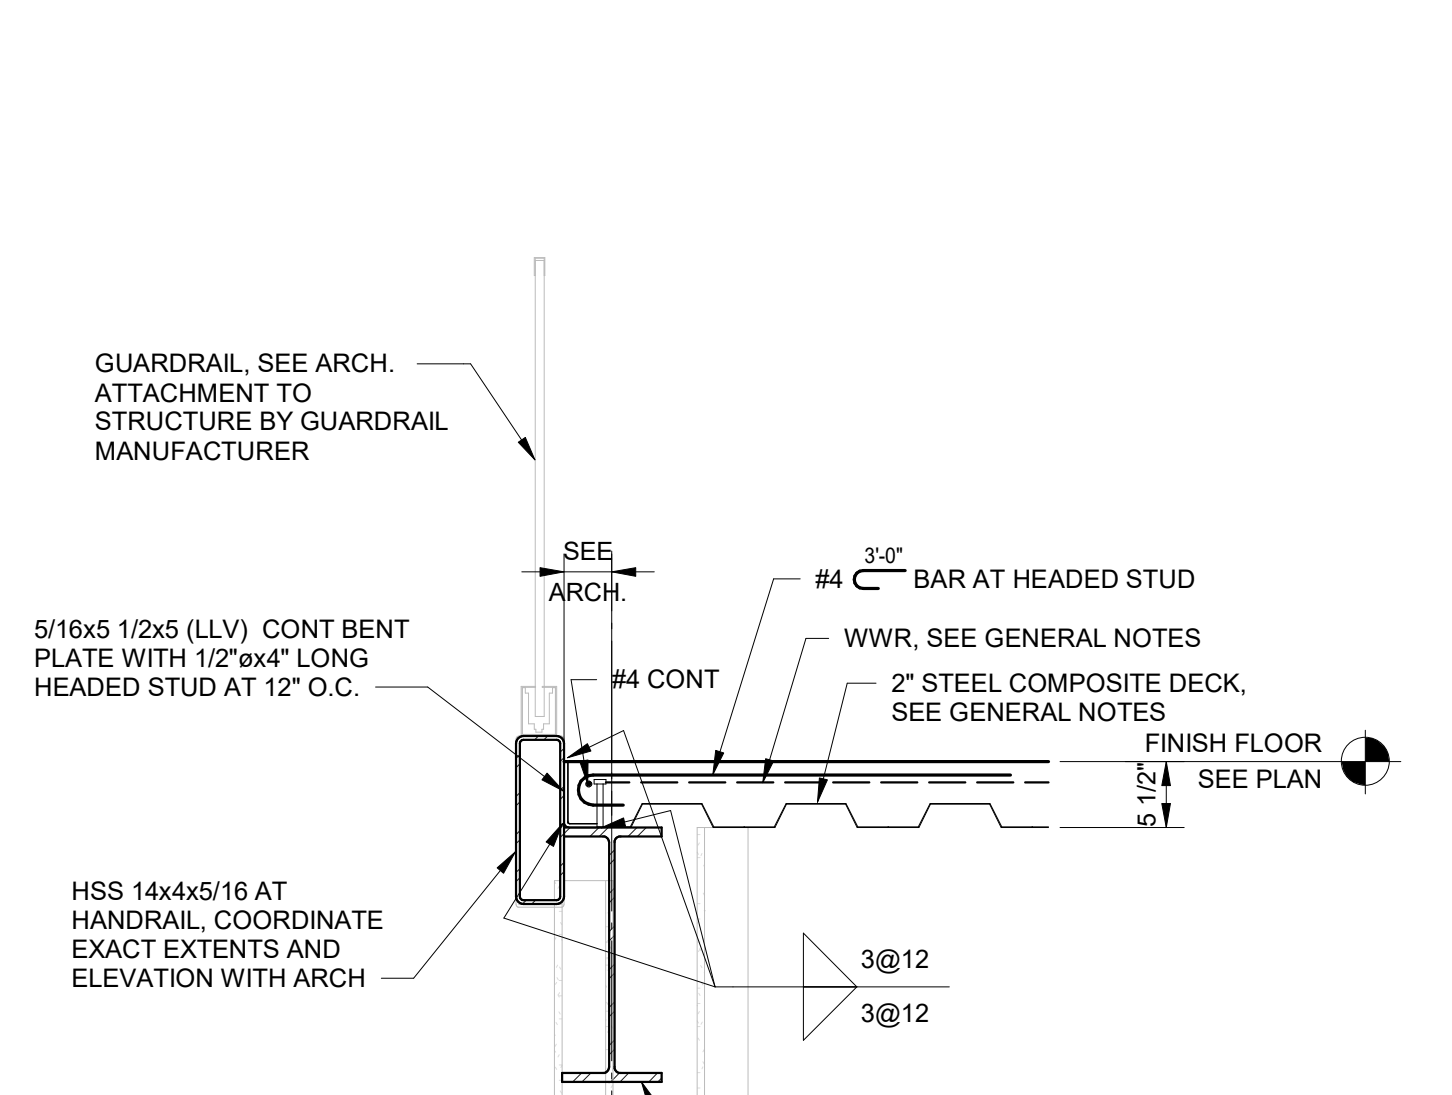 GUARDRAIL, SEE ARCH.
ATTACHMENT TO
STRUCTURE BY GUARDRAIL
MANUFACTURER
SEE
ARCH.
3'-0"
#4 BAR AT HEADED STUD
WWR, SEE GENERAL NOTES
5/16x5 1/2x5 (LLV)  CONT BENT
PLATE WITH 1/2"øx4" LONG
HEADED STUD AT 12" O.C.
#4 CONT
2" STEEL COMPOSITE DECK,
SEE GENERAL NOTES
FINISH FLOOR
SEE PLAN
5 1/2"
HSS 14x4x5/16 AT
HANDRAIL, COORDINATE
EXACT EXTENTS AND
ELEVATION WITH ARCH
3@12
3@12